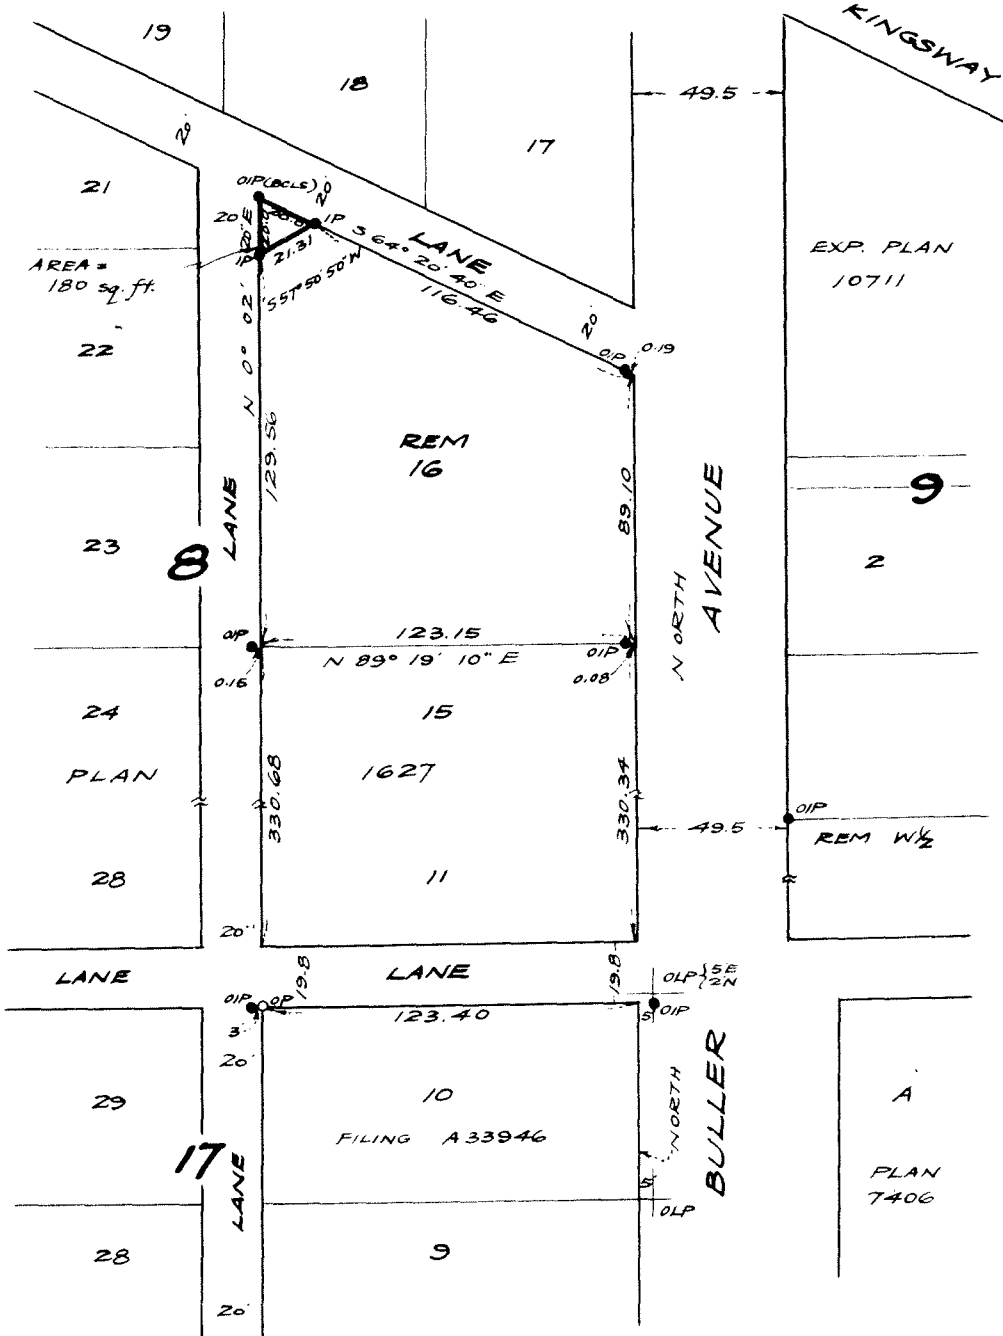 KINGSWAY
19
18
17
49.5
20'
21
OIP(BCLS)
20'
IP
20
20.0
20.0
IP
21.31
S 57° 50' 50" W
LANE
S 64° 20' 40" E
116.46
20'
OIP
0.19
EXP. PLAN
10711
AREA =
180 sq. ft.
22
N 0° 02' 20" E
129.56
REM
16
89.10
LANE
8
23
9
2
AVENUE
NORTH
OIP
123.15
N 89° 19' 10" E
OIP
0.15
0.08
24
15
PLAN
1627
330.68
330.34
49.5
OIP
REM W½
28
11
20'
LANE
19.8
LANE
19.8
OLP {5E
2N
OIP
OP
123.40
5
OIP
3
20'
29
10
FILING A33946
NORTH
BULLER
A
17
LANE
PLAN
7406
5
OLP
28
9
20'